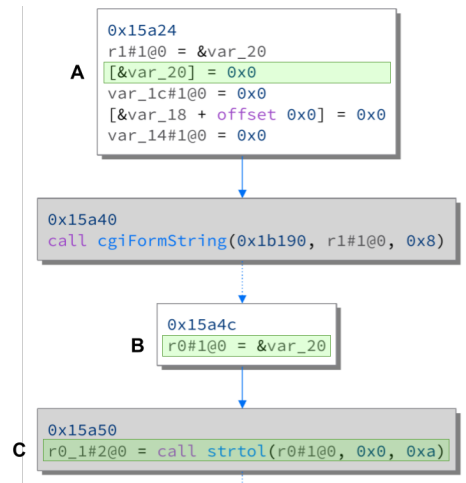 0x15a24
r1#1@0 = &var_20
A
[&var_20] = 0x0
var_1c#1@0 = 0x0
[&var_18 + offset 0x0] = 0x0
var_14#1@0 = 0x0
0x15a40
call cgiFormString(0x1b190, r1#1@0, 0x8)
0x15a4c
B
r0#1@0 = &var_20
0x15a50
C
r0_1#2@0 = call strtol(r0#1@0, 0x0, 0xa)